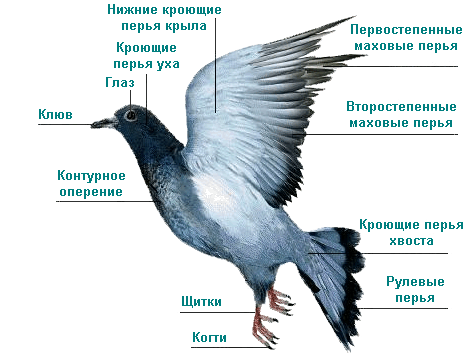 Нижние кроющие
перья крыла
Первостепенные
маховые перья
Кроющие
перья уха
Глаз
Клюв
Второстепенные
маховые перья
Контурное
оперение
Кроющие перья
хвоста
Рулевые
перья
Щитки
Когти